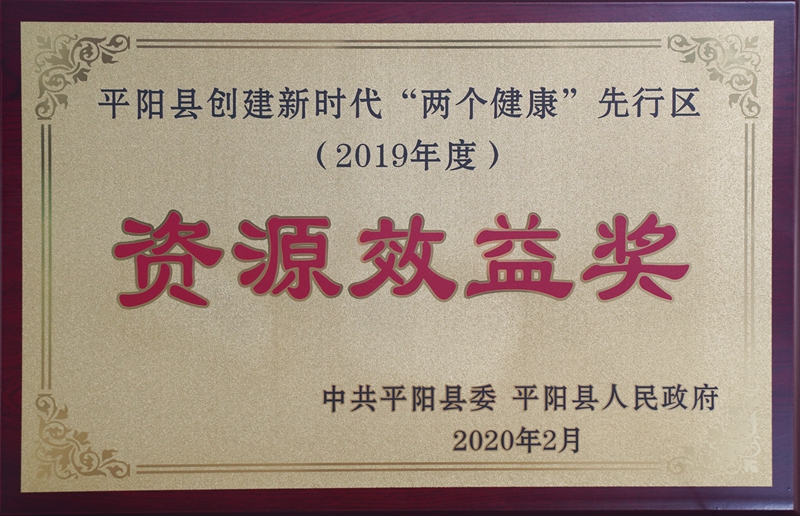 平阳县创建新时代“两个健康”先行区
（2019年度）
资源效益奖
中共平阳县委 平阳县人民政府
2020年2月